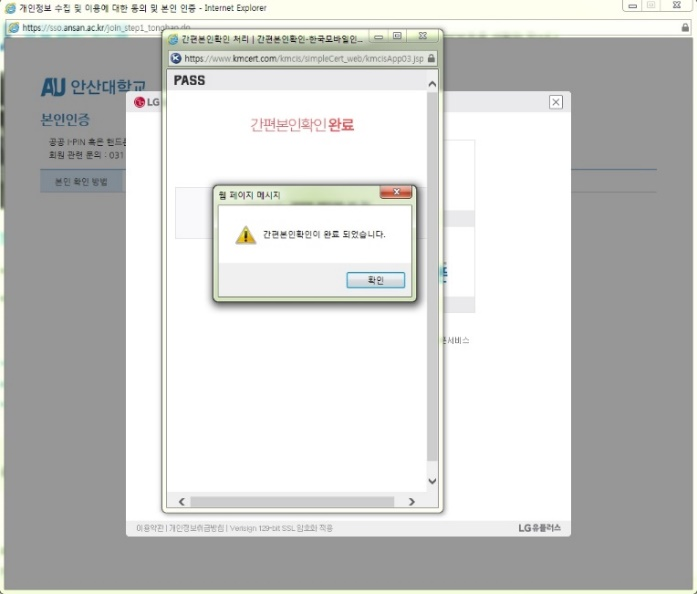 개인정보 수집 및 이용에 대한 동의 및 본인 인증 - Internet Explorer
https://sso.ansan.ac.kr/join_step1_tonghap.do
간편본인확인 처리 | 간편본인확인-한국모바일인...
https://www.kmcert.com/kmcis/simpleCert_web/kmcisApp03.jsp
PASS
AU 안산대학교
LG
간편본인확인 완료
본인인증
공공 I-PIN 혹은 핸드폰
회원 관련 문의 : 031
본인 확인 방법
웹 페이지 메시지
간편본인확인이 완료 되었습니다.
확인
이용약관 | 개인정보취급방침 | Verisign 128-bit SSL 암호화 적용
LG유플러스